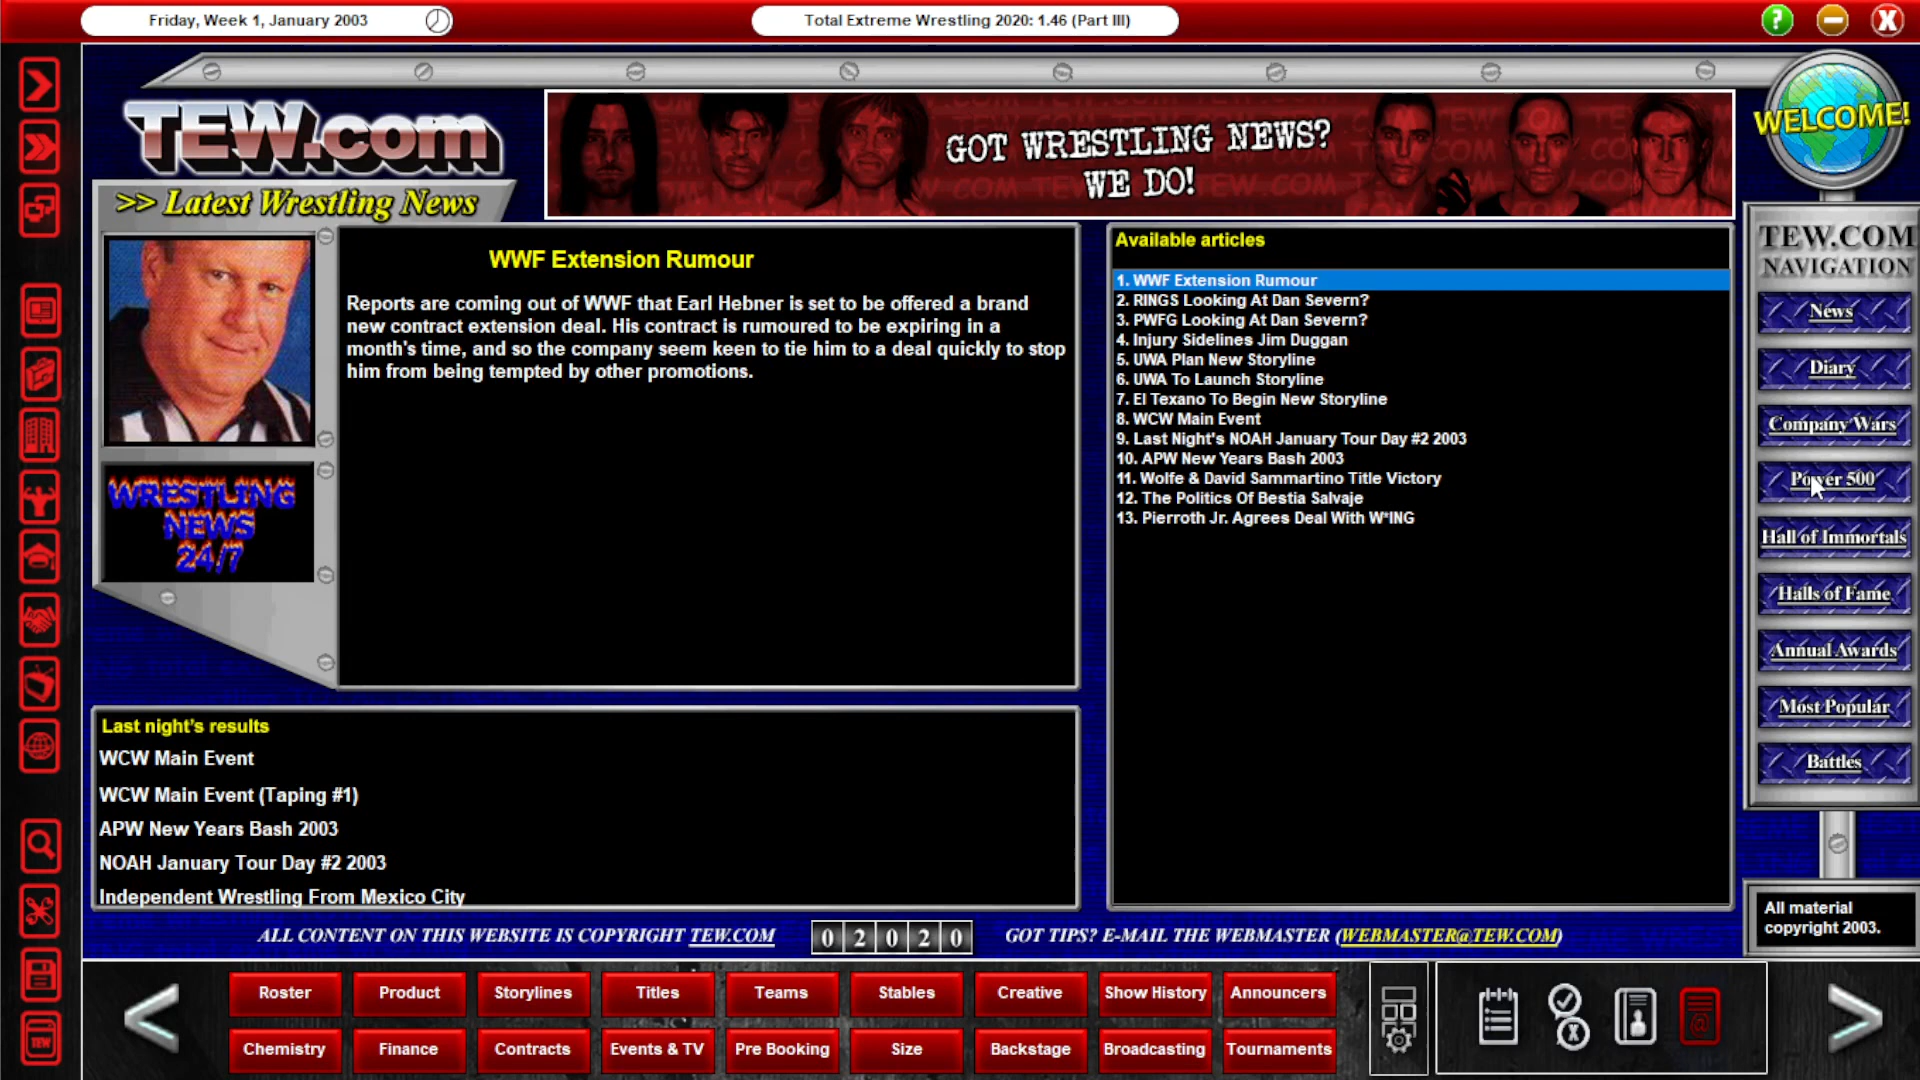 Friday, Week 1, January 2003
Total Extreme Wrestling 2020: 1.46 (Part III)
?
X
TEW.com
>> Latest Wrestling News
GOT WRESTLING NEWS?
WE DO!
WELCOME!
WRESTLING
NEWS
24/7
WWF Extension Rumour
Reports are coming out of WWF that Earl Hebner is set to be offered a brand
new contract extension deal. His contract is rumoured to be expiring in a
month's time, and so the company seem keen to tie him to a deal quickly to stop
him from being tempted by other promotions.
Available articles
1. WWF Extension Rumour
2. RINGS Looking At Dan Severn?
3. PWFG Looking At Dan Severn?
4. Injury Sidelines Jim Duggan
5. UWA Plan New Storyline
6. UWA To Launch Storyline
7. El Texano To Begin New Storyline
8. WCW Main Event
9. Last Night's NOAH January Tour Day #2 2003
10. APW New Years Bash 2003
11. Wolfe & David Sammartino Title Victory
12. The Politics Of Bestia Salvaje
13. Pierroth Jr. Agrees Deal With W*ING
TEW.COM
NAVIGATION
News
Diary
Company Wars
Power 500
Hall of Immortals
Halls of Fame
Annual Awards
Most Popular
Battles
All material
copyright 2003.
Last night's results
WCW Main Event
WCW Main Event (Taping #1)
APW New Years Bash 2003
NOAH January Tour Day #2 2003
Independent Wrestling From Mexico City
ALL CONTENT ON THIS WEBSITE IS COPYRIGHT TEW.COM
0 2 0 2 0
GOT TIPS? E-MAIL THE WEBMASTER (WEBMASTER@TEW.COM)
Roster
Product
Storylines
Titles
Teams
Stables
Creative
Show History
Announcers
Chemistry
Finance
Contracts
Events & TV
Pre Booking
Size
Backstage
Broadcasting
Tournaments
TEW